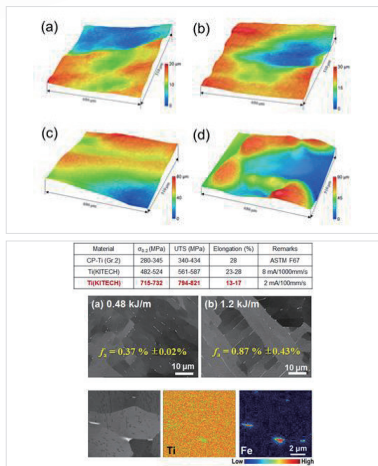 (a)
(b)
(c)
(d)
Material σ0.2(MPa) UTS (MPa) Elongation (%) Remarks
CP-Ti (Gr.2) 280-345 340-434 28 ASTM F67
Ti(KITECH) 482-524 561-587 23-28 8 mA/1000mm/s
Ti(KITECH) 715-732 794-821 13-17 2 mA/100mm/s
(a) 0.48 kJ/m
(b) 1.2 kJ/m
= 0.37 % ±0.02%
= 0.87 % ±0.43%
10 μm
10 μm
Ti
Fe
2 μm
Low
High